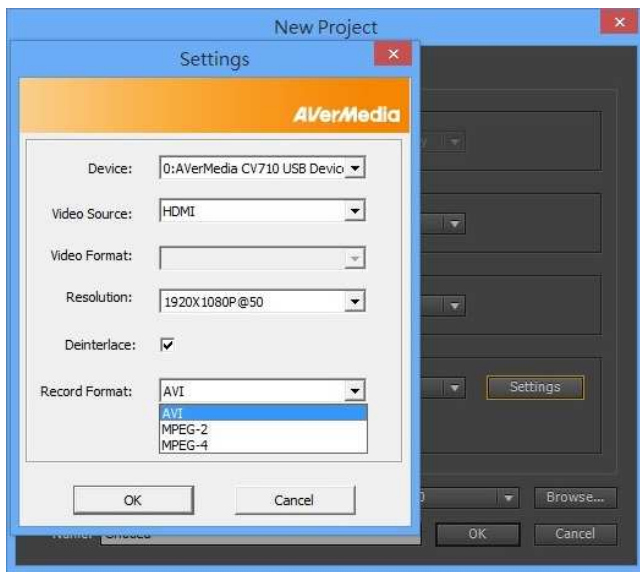 New Project
Settings
AVerMedia
Device: 0:AVerMedia CV710 USB Devic
Video Source: HDMI
Video Format:
Resolution: 1920X1080P@50
Deinterlace:
Record Format: AVI
AVI
MPEG-2
MPEG-4
OK Cancel
Settings
Browse...
OK Cancel